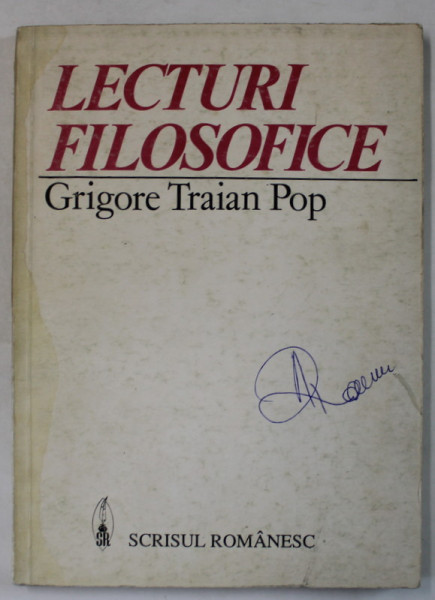 LECTURI
FILOSOFICE
Grigore Traian Pop
SR SCRISUL ROMÂNESC